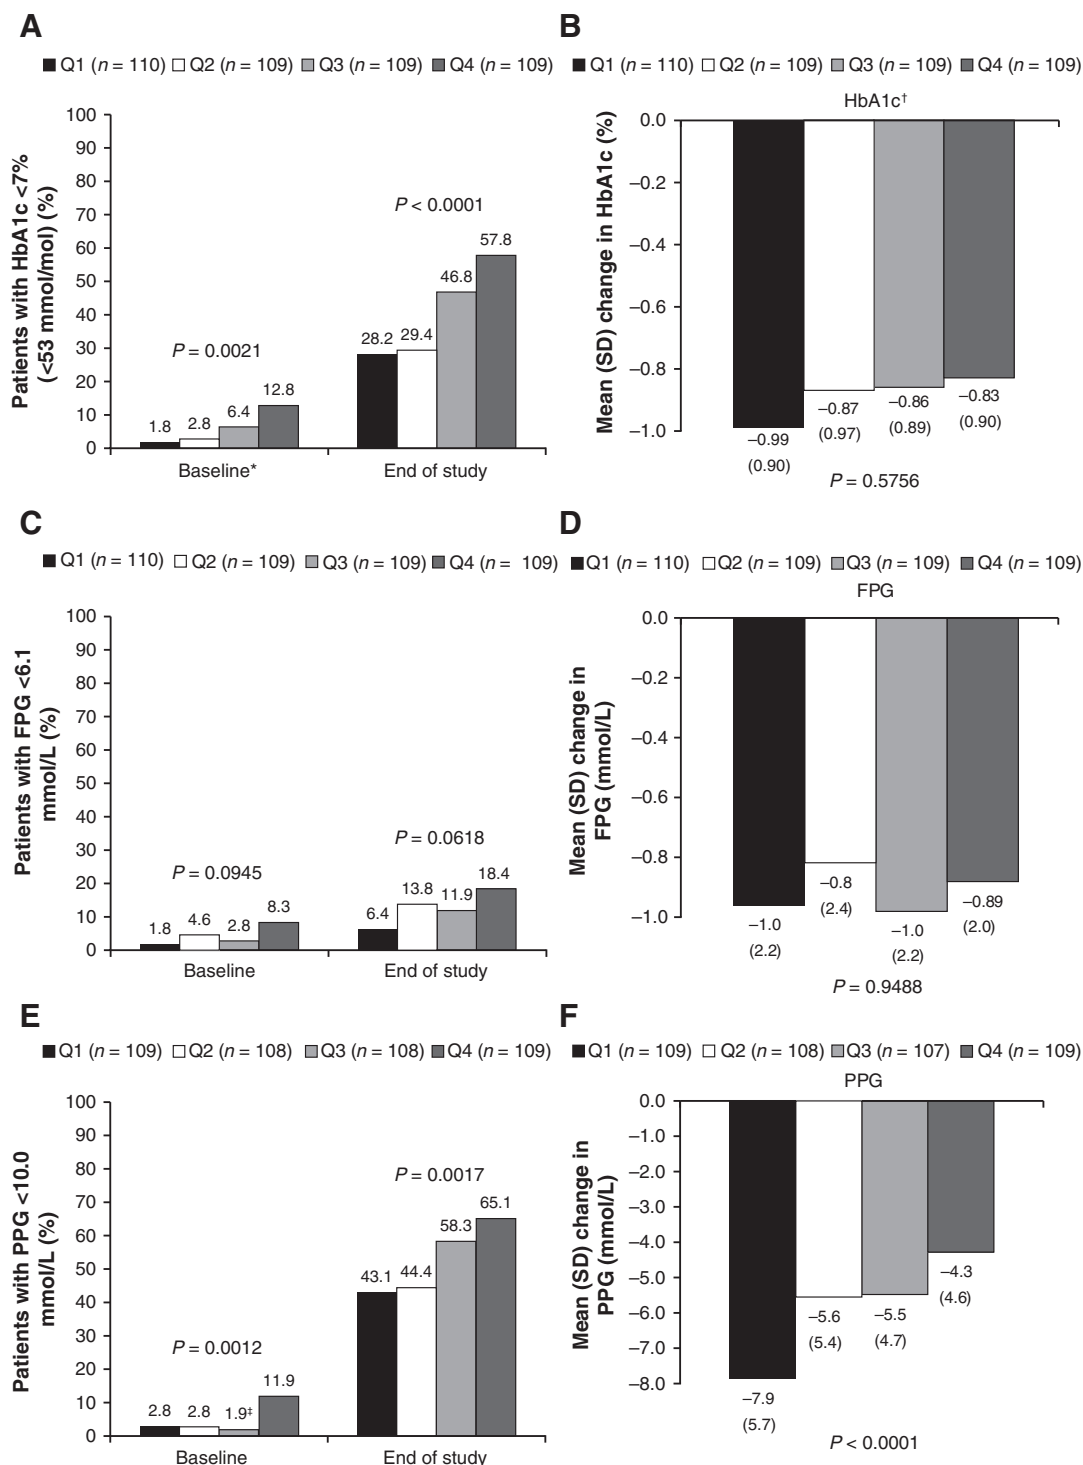 A
Q1 (n = 110) Q2 (n = 109) Q3 (n = 109) Q4 (n = 109)
Patients with HbA1c <7%
(<53 mmol/mol) (%)
100
90
80
70
60
50
40
30
20
10
0
P = 0.0021
1.8 2.8 6.4 12.8
P < 0.0001
28.2 29.4 46.8 57.8
Baseline* End of study
B
Q1 (n = 110) Q2 (n = 109) Q3 (n = 109) Q4 (n = 109)
HbA1c†
Mean (SD) change in HbA1c (%)
0.0
–0.2
–0.4
–0.6
–0.8
–1.0
–0.99
(0.90)
–0.87
(0.97)
–0.86
(0.89)
–0.83
(0.90)
P = 0.5756
C
Q1 (n = 110) Q2 (n = 109) Q3 (n = 109) Q4 (n = 109)
Patients with FPG <6.1
mmol/L (%)
100
90
80
70
60
50
40
30
20
10
0
P = 0.0945
1.8 4.6 2.8 8.3
P = 0.0618
6.4 13.8 11.9 18.4
Baseline End of study
D
Q1 (n = 110) Q2 (n = 109) Q3 (n = 109) Q4 (n = 109)
FPG
Mean (SD) change in
FPG (mmol/L)
0.0
–0.2
–0.4
–0.6
–0.8
–1.0
–1.0
(2.2)
–0.8
(2.4)
–1.0
(2.2)
–0.89
(2.0)
P = 0.9488
E
Q1 (n = 109) Q2 (n = 108) Q3 (n = 108) Q4 (n = 109)
Patients with PPG <10.0
mmol/L (%)
100
90
80
70
60
50
40
30
20
10
0
P = 0.0012
2.8 2.8 1.9‡ 11.9
P = 0.0017
43.1 44.4 58.3 65.1
Baseline End of study
F
Q1 (n = 109) Q2 (n = 108) Q3 (n = 107) Q4 (n = 109)
PPG
Mean (SD) change in
PPG (mmol/L)
0.0
–1.0
–2.0
–3.0
–4.0
–5.0
–6.0
–7.0
–8.0
–7.9
(5.7)
–5.6
(5.4)
–5.5
(4.7)
–4.3
(4.6)
P < 0.0001